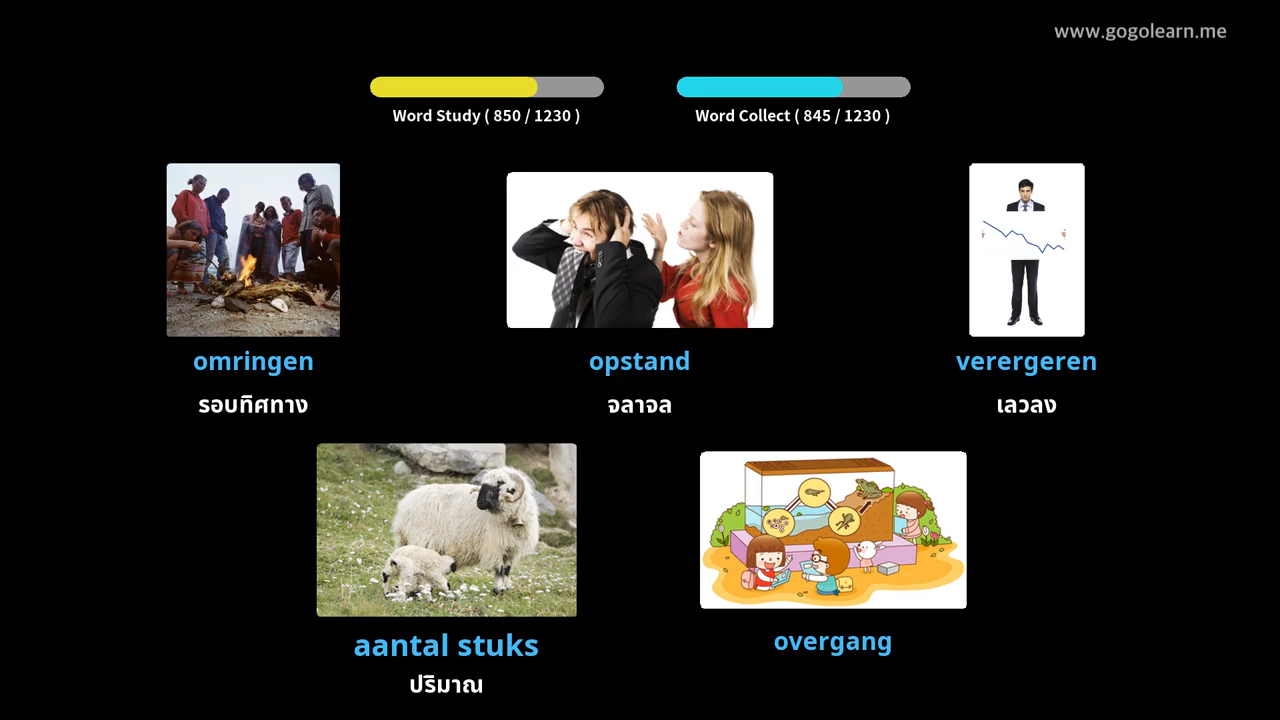 www.gogolearn.me
Word Study ( 850 / 1230 )
Word Collect ( 845 / 1230 )
omringen
รอบทิศทาง
opstand
จลาจล
verergeren
เลวลง
aantal stuks
ปริมาณ
overgang